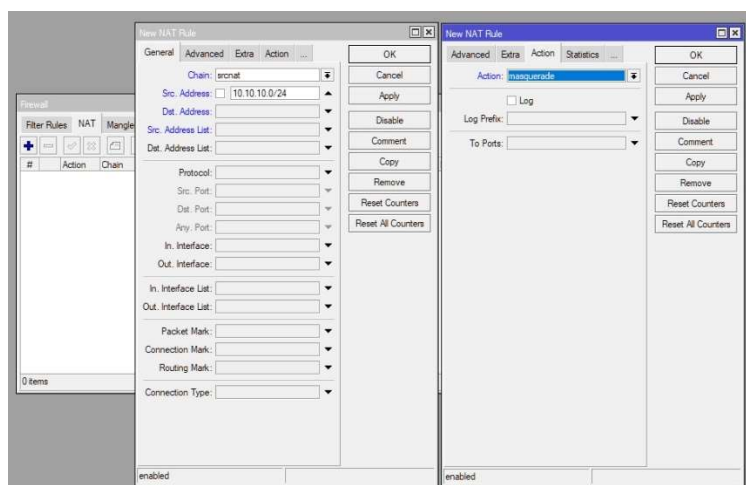 Firewall
Filter Rules NAT Mangle
# Action Chain
0 items
New NAT Rule
General Advanced Extra Action ...
Chain: srcnat
Src. Address: 10.10.10.0/24
Dst. Address:
Src. Address List:
Dst. Address List:
Protocol:
Src. Port:
Dst. Port:
Any. Port:
In. Interface:
Out. Interface:
In. Interface List:
Out. Interface List:
Packet Mark:
Connection Mark:
Routing Mark:
Connection Type:
OK
Cancel
Apply
Disable
Comment
Copy
Remove
Reset Counters
Reset All Counters
enabled
New NAT Rule
Advanced Extra Action Statistics ...
Action: masquerade
Log
Log Prefix:
To Ports:
OK
Cancel
Apply
Disable
Comment
Copy
Remove
Reset Counters
Reset All Counters
enabled